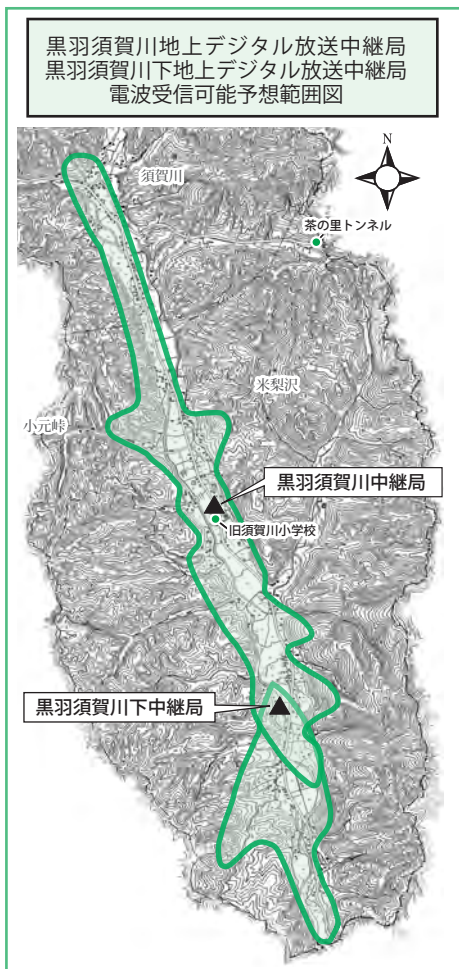 黒羽須賀川地上デジタル放送中継局
黒羽須賀川下地上デジタル放送中継局
電波受信可能予想範囲図
N
須賀川
茶の里トンネル
米梨沢
小元峠
黒羽須賀川中継局
旧須賀川小学校
黒羽須賀川下中継局